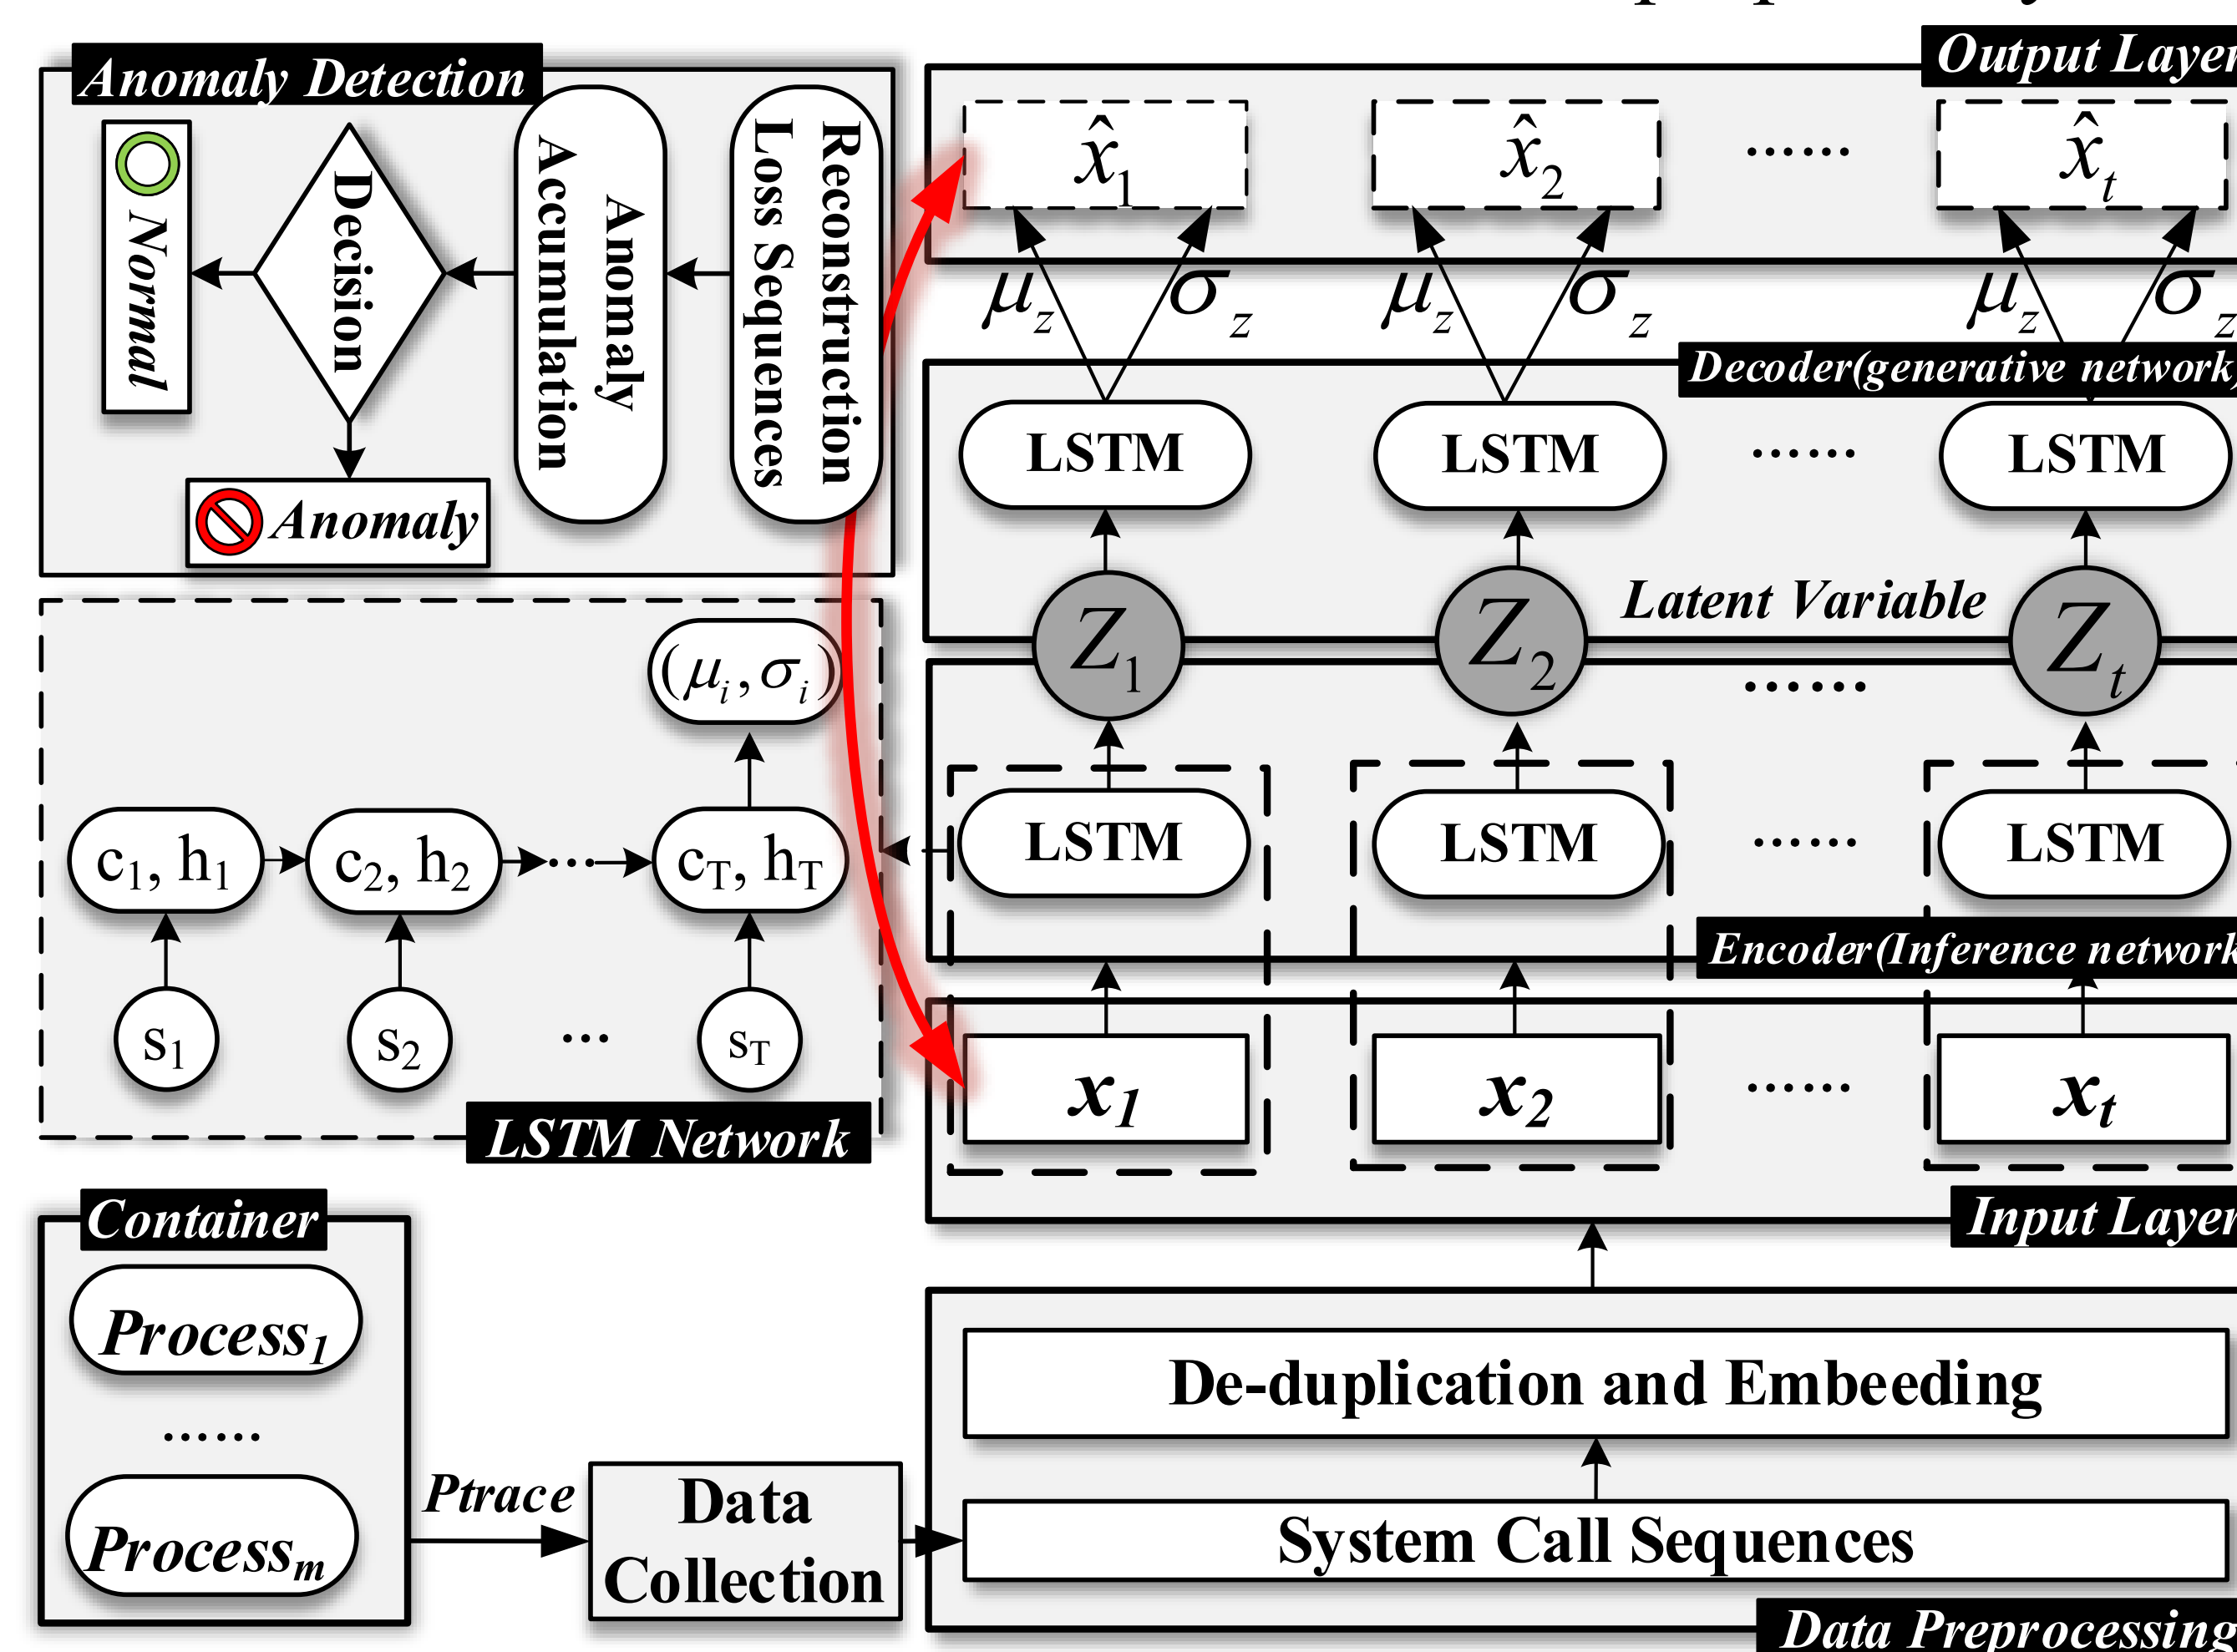 Anomaly Detection
Normal
Decision
Anomaly
Anomaly
Accumulation
Reconstruction
Loss Sequences
Output Layer
x̂1
x̂2
......
x̂t
μz
σz
μz
σz
μz
σz
Decoder(generative network)
LSTM
LSTM
......
LSTM
Z1
Z2
Latent Variable
Zt
......
LSTM
LSTM
......
LSTM
Encoder(Inference network
x1
x2
......
xt
Input Layer
(μi,σi)
c1, h1
c2, h2
...
cT, hT
s1
s2
...
sT
LSTM Network
Container
Process1
......
Processm
Ptrace
Data
Collection
De-duplication and Embeeding
System Call Sequences
Data Preprocessing